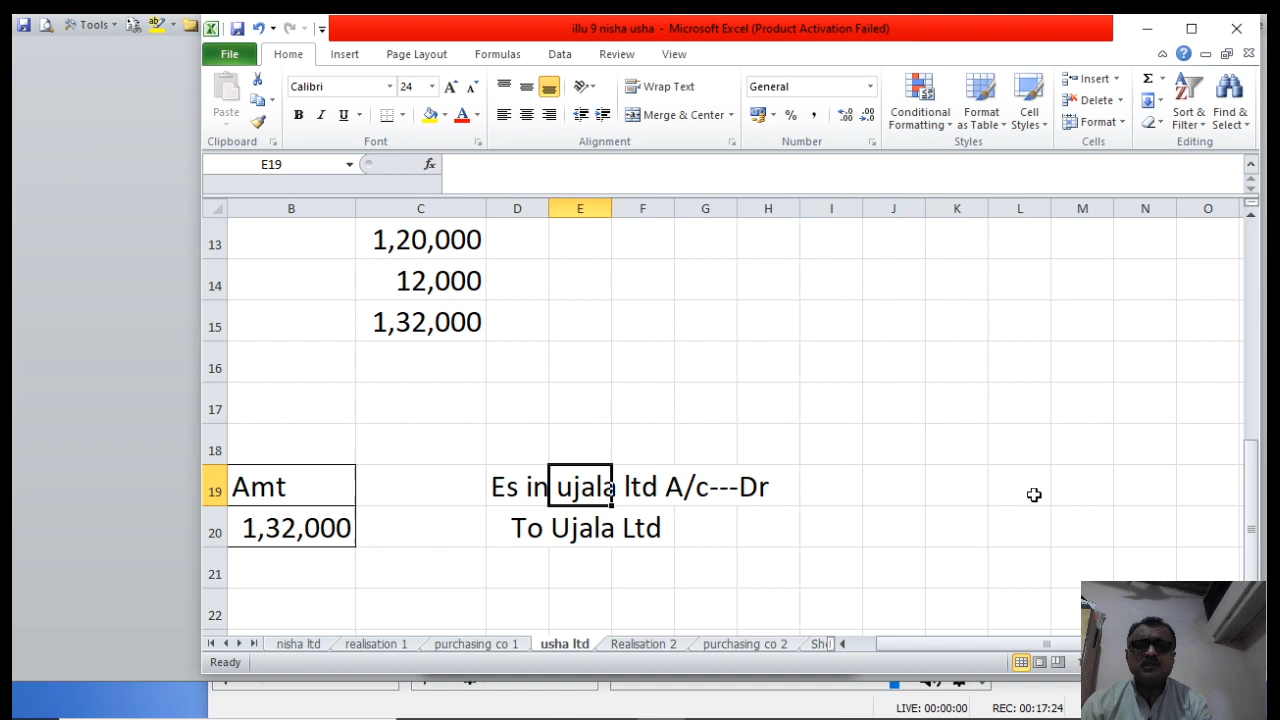 Tools
illu 9 nisha usha - Microsoft Excel (Product Activation Failed)
File Home Insert Page Layout Formulas Data Review View
Paste
Calibri 24
B I U
Wrap Text
Merge & Center
General
Conditional Formatting
Format as Table
Cell Styles
Insert
Delete
Format
Sort & Filter
Find & Select
Clipboard Font Alignment Number Styles Cells Editing
E19 fx
B C D E F G H I J K L M N O
13 1,20,000
14 12,000
15 1,32,000
16
17
18
19 Amt Es in ujala ltd A/c---Dr
20 1,32,000 To Ujala Ltd
21
22
nisha ltd realisation 1 purchasing co 1 usha ltd Realisation 2 purchasing co 2
Ready
LIVE: 00:00:00 REC: 00:17:24